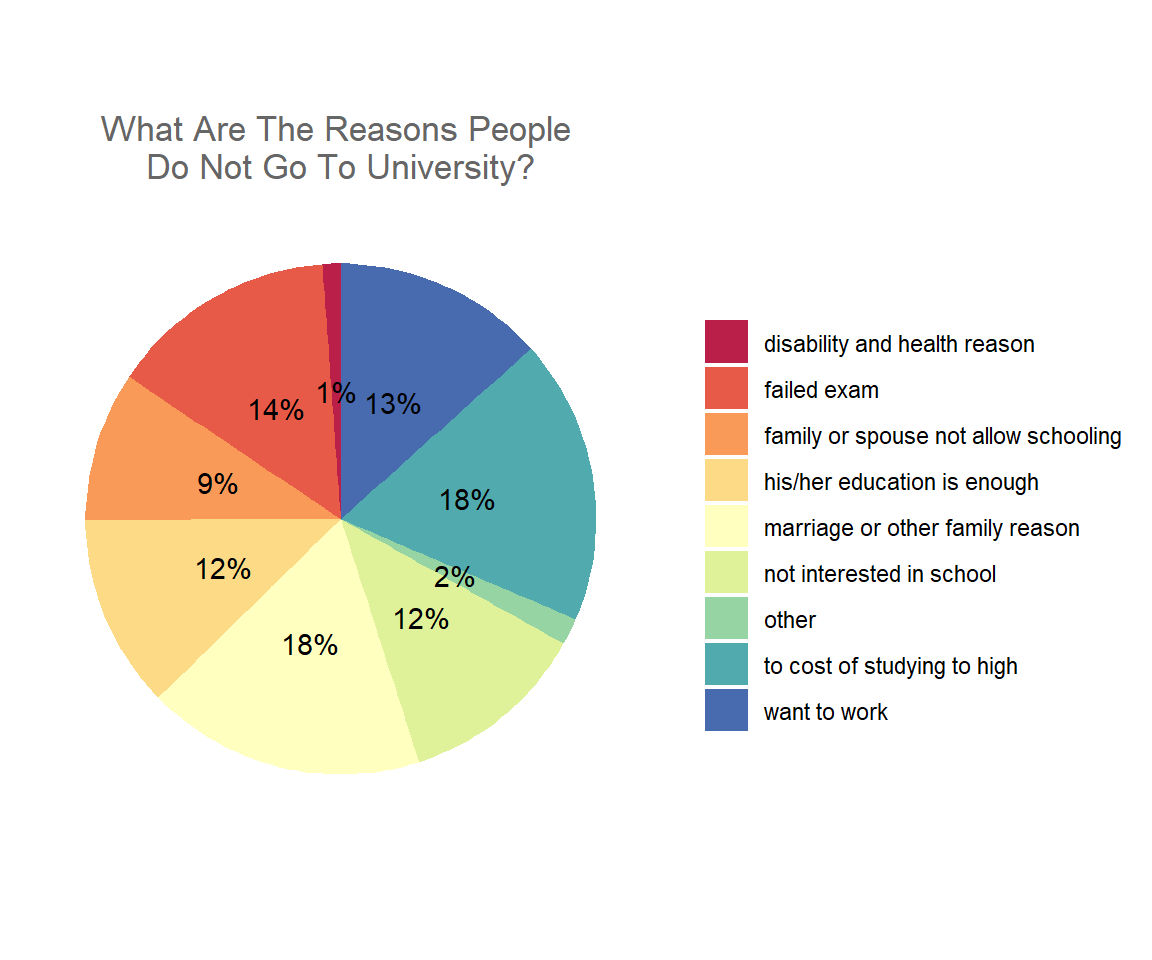 What Are The Reasons People
Do Not Go To University?
1%
13%
14%
9%
18%
12%
2%
12%
18%
disability and health reason
failed exam
family or spouse not allow schooling
his/her education is enough
marriage or other family reason
not interested in school
other
to cost of studying to high
want to work